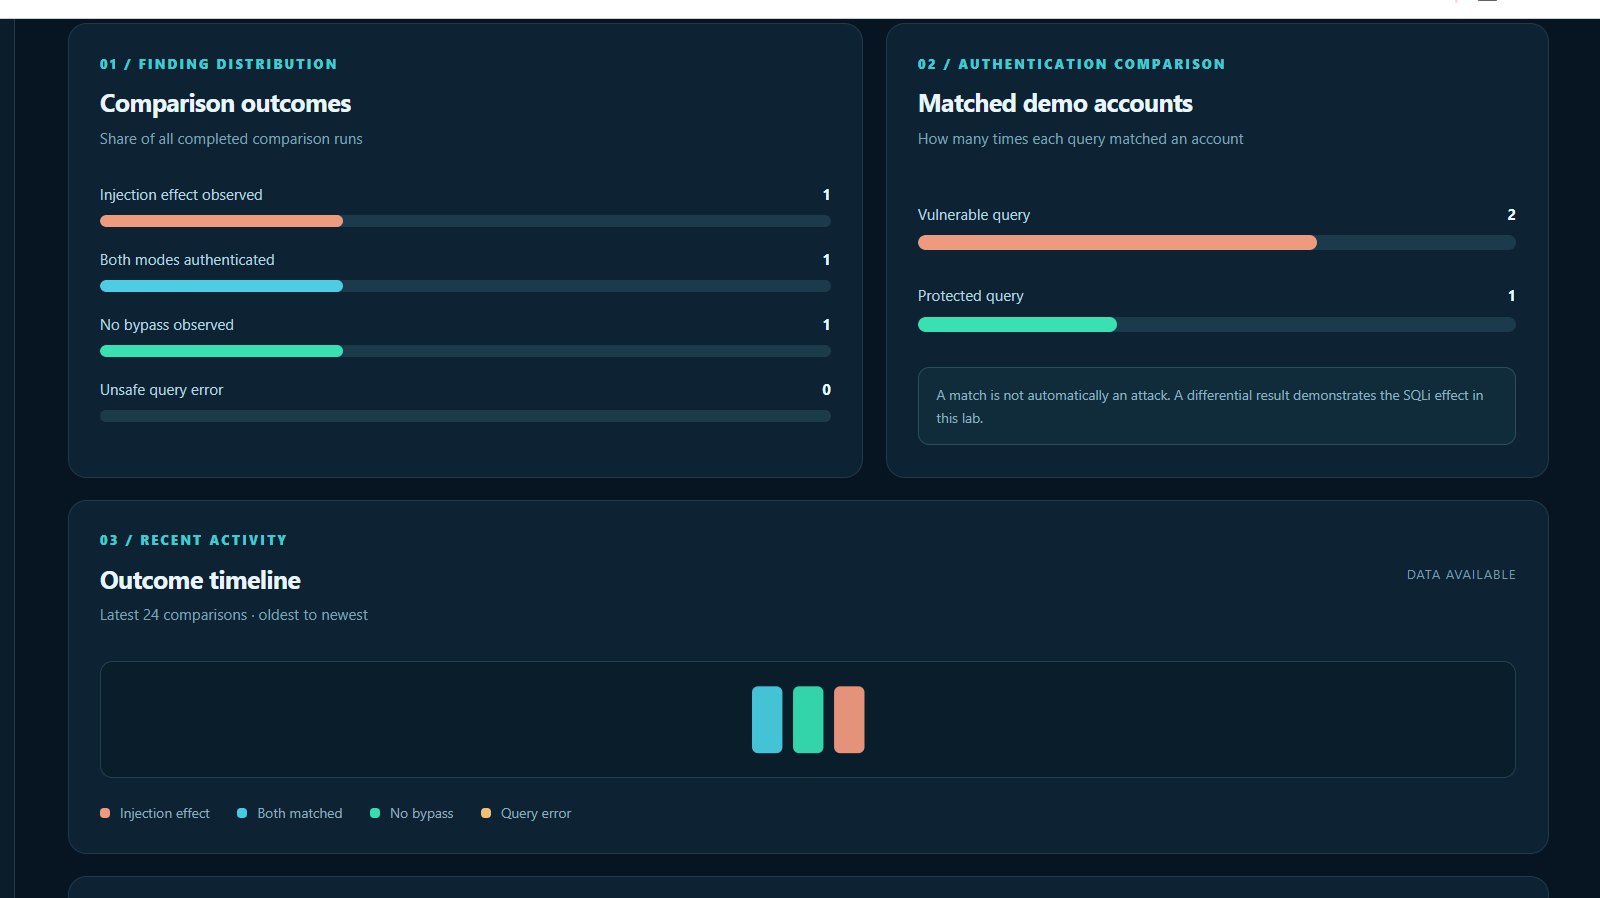 01 / FINDING DISTRIBUTION
Comparison outcomes
Share of all completed comparison runs
Injection effect observed 1
Both modes authenticated 1
No bypass observed 1
Unsafe query error 0
02 / AUTHENTICATION COMPARISON
Matched demo accounts
How many times each query matched an account
Vulnerable query 2
Protected query 1
A match is not automatically an attack. A differential result demonstrates the SQLi effect in
this lab.
03 / RECENT ACTIVITY
Outcome timeline
DATA AVAILABLE
Latest 24 comparisons · oldest to newest
Injection effect Both matched No bypass Query error